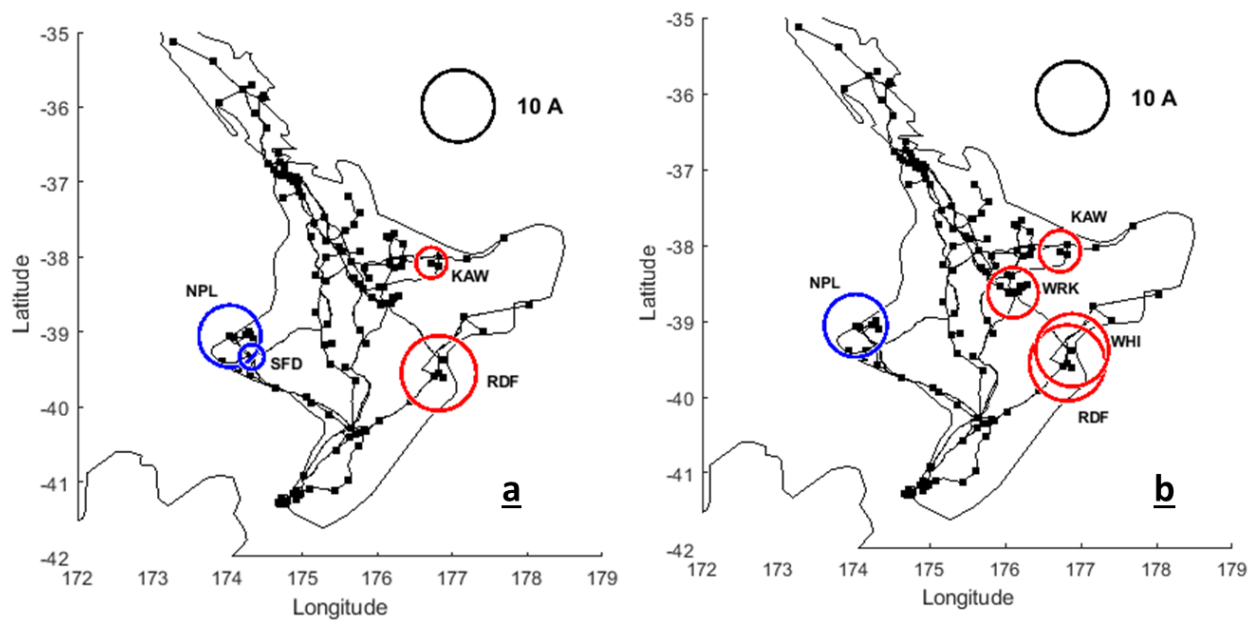 -35
-36
-37
-38
-39
-40
-41
-42
Latitude
10 A
KAW
NPL
SFD
RDF
a
172 173 174 175 176 177 178 179
Longitude
-35
-36
-37
-38
-39
-40
-41
-42
Latitude
10 A
KAW
WRK
NPL
WHI
RDF
b
172 173 174 175 176 177 178 179
Longitude